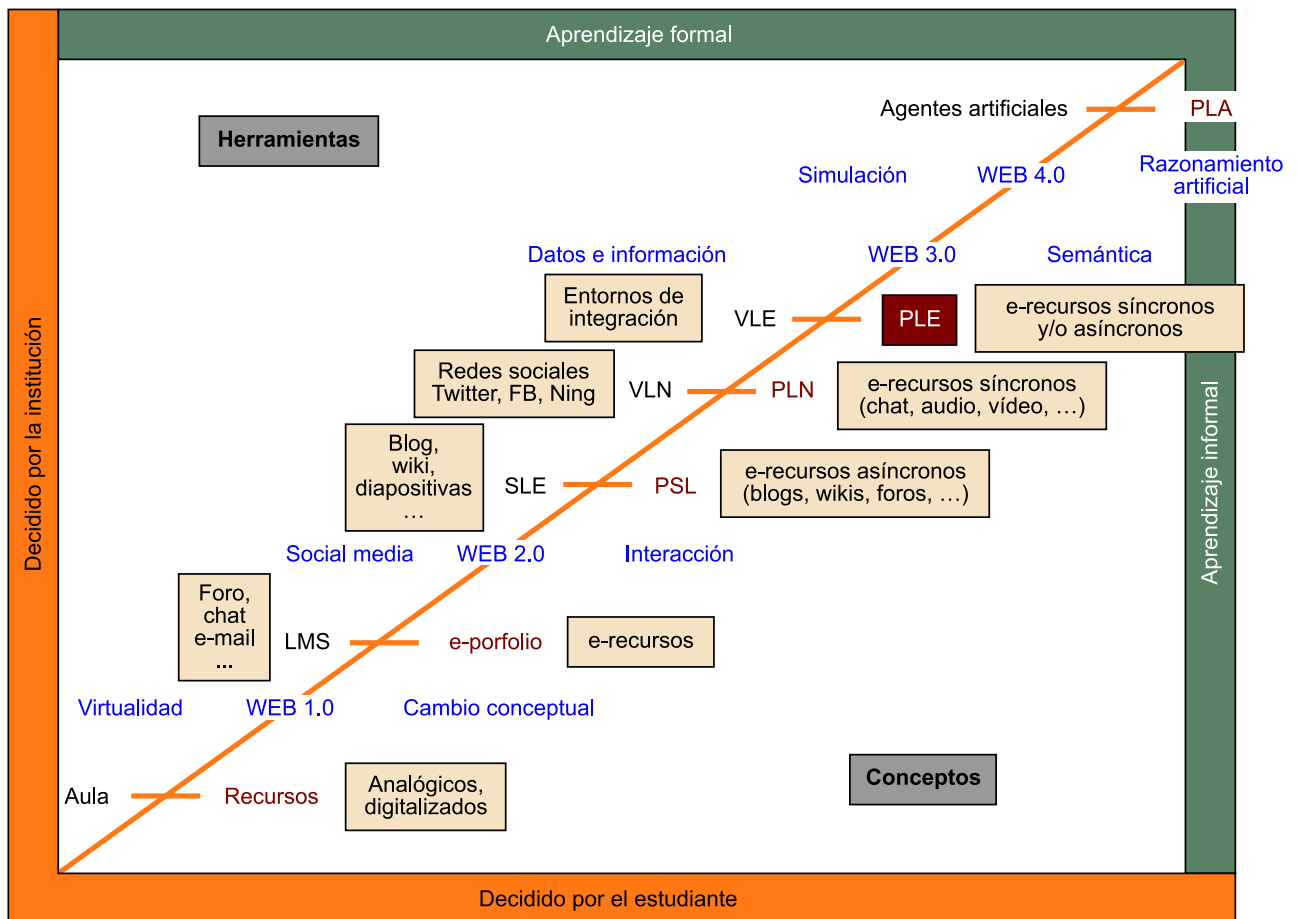 Aprendizaje formal
Agentes artificiales
PLA
Herramientas
Simulación
WEB 4.0
Razonamiento
artificial
Datos e información
WEB 3.0
Semántica
Entornos de
integración
VLE
PLE
e-recursos síncronos
y/o asíncronos
Redes sociales
Twitter, FB, Ning
VLN
PLN
e-recursos síncronos
(chat, audio, vídeo, …)
Blog,
wiki,
diapositivas
…
SLE
PSL
e-recursos asíncronos
(blogs, wikis, foros, …)
Social media
WEB 2.0
Interacción
Foro,
chat
e-mail
...
LMS
e-porfolio
e-recursos
Virtualidad
WEB 1.0
Cambio conceptual
Aula
Recursos
Analógicos,
digitalizados
Conceptos
Decidido por la institución
Aprendizaje informal
Decidido por el estudiante